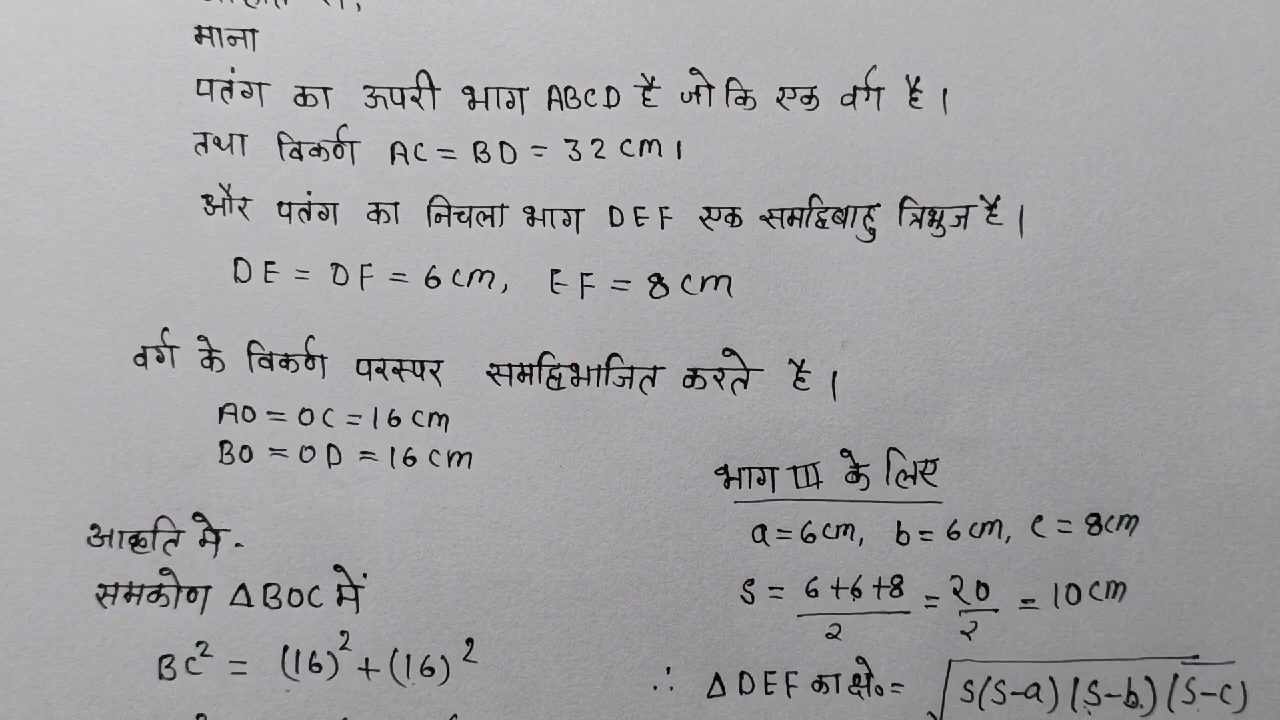 माना
पतंग का ऊपरी भाग ABCD है जो कि एक वर्ग है।
तथा विकर्ण AC = BD = 32 cm।
और पतंग का निचला भाग DEF एक समद्विबाहु त्रिभुज है।
DE = DF = 6 cm, EF = 8 cm
वर्ग के विकर्ण परस्पर समद्विभाजित करते है।
AO = OC = 16 cm
BO = OD = 16 cm
आकृति मे -
समकोण ΔBOC में
BC² = (16)² + (16)²
भाग III के लिए
a = 6 cm, b = 6 cm, c = 8 cm
S = (6+6+8)/2 = 20/2 = 10 cm
∴ ΔDEF का क्षे॰ = √S(S-a)(S-b)(S-c)